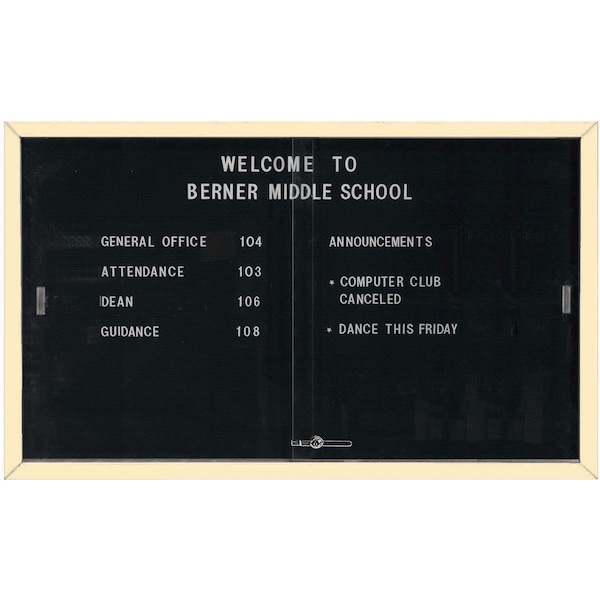 WELCOME TO
BERNER MIDDLE SCHOOL
GENERAL OFFICE 104
ATTENDANCE 103
DEAN 106
GUIDANCE 108
ANNOUNCEMENTS
* COMPUTER CLUB
CANCELED
* DANCE THIS FRIDAY